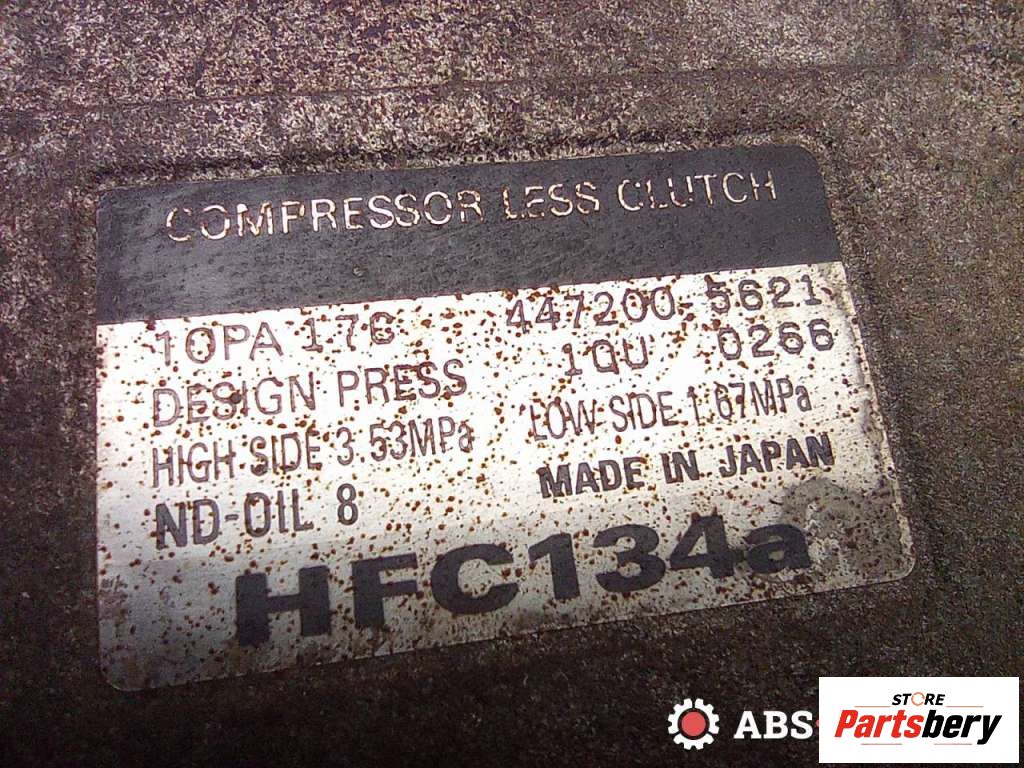 COMPRESSOR LESS CLUTCH
10PA 17C 447200-5621
DESIGN PRESS 1QU 0266
HIGH SIDE 3.53MPa LOW SIDE 1.67MPa
ND-OIL 8 MADE IN JAPAN
HFC134a
ABS-
STORE
Partsbery